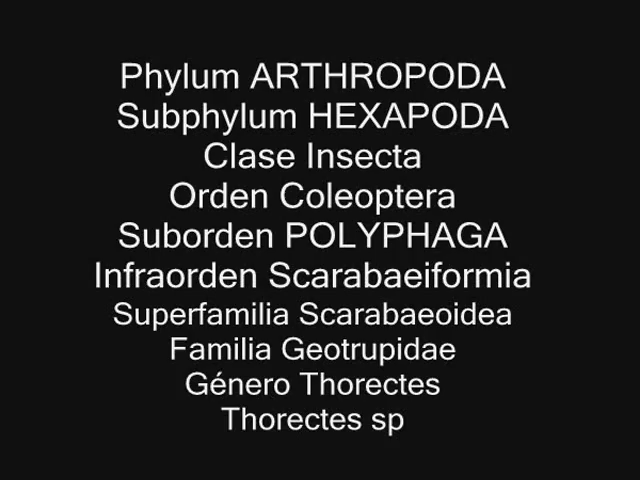 Phylum ARTHROPODA
Subphylum HEXAPODA
Clase Insecta
Orden Coleoptera
Suborden POLYPHAGA
Infraorden Scarabaeiformia
Superfamilia Scarabaeoidea
Familia Geotrupidae
Género Thorectes
Thorectes sp